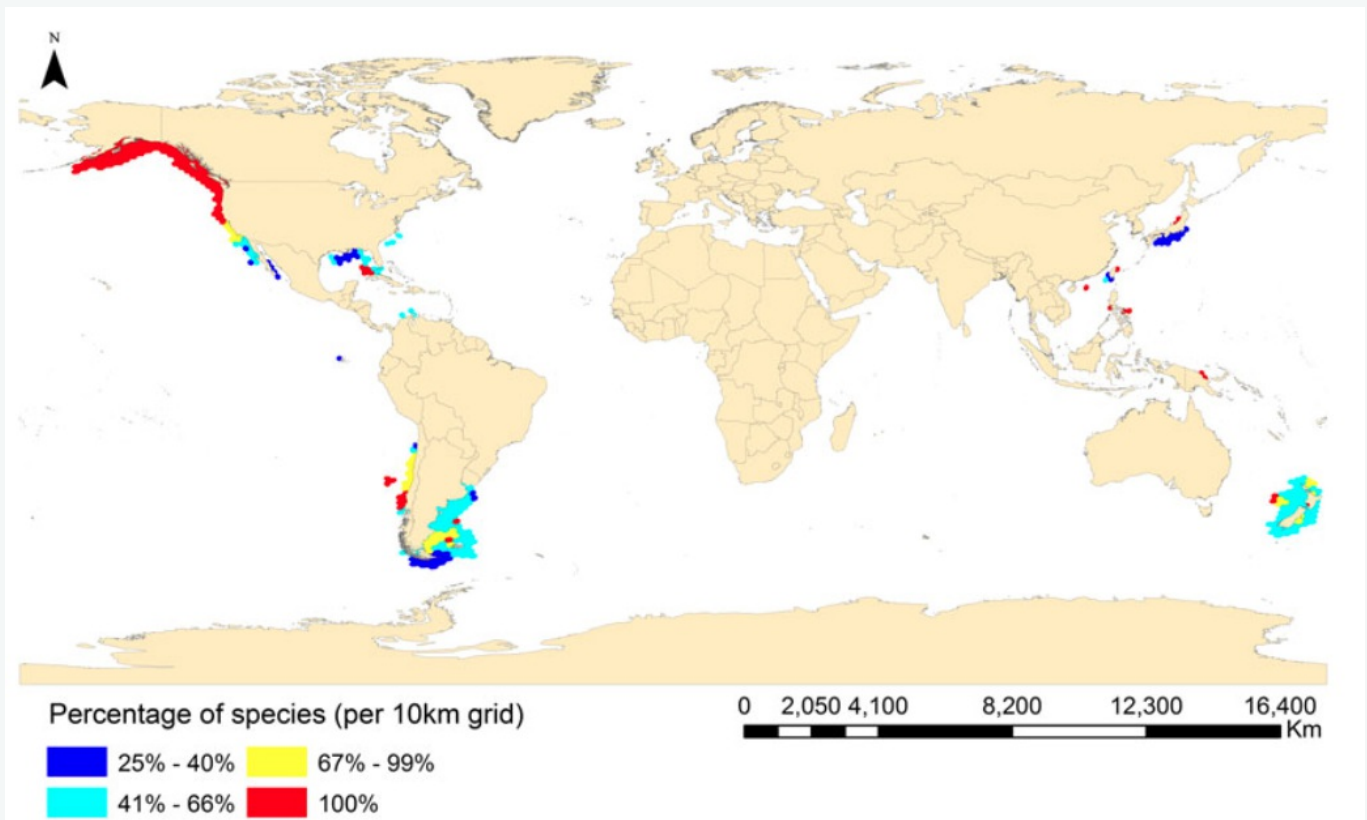 N
Percentage of species (per 10km grid)
25% - 40%
67% - 99%
41% - 66%
100%
0 2,050 4,100 8,200 12,300 16,400
Km